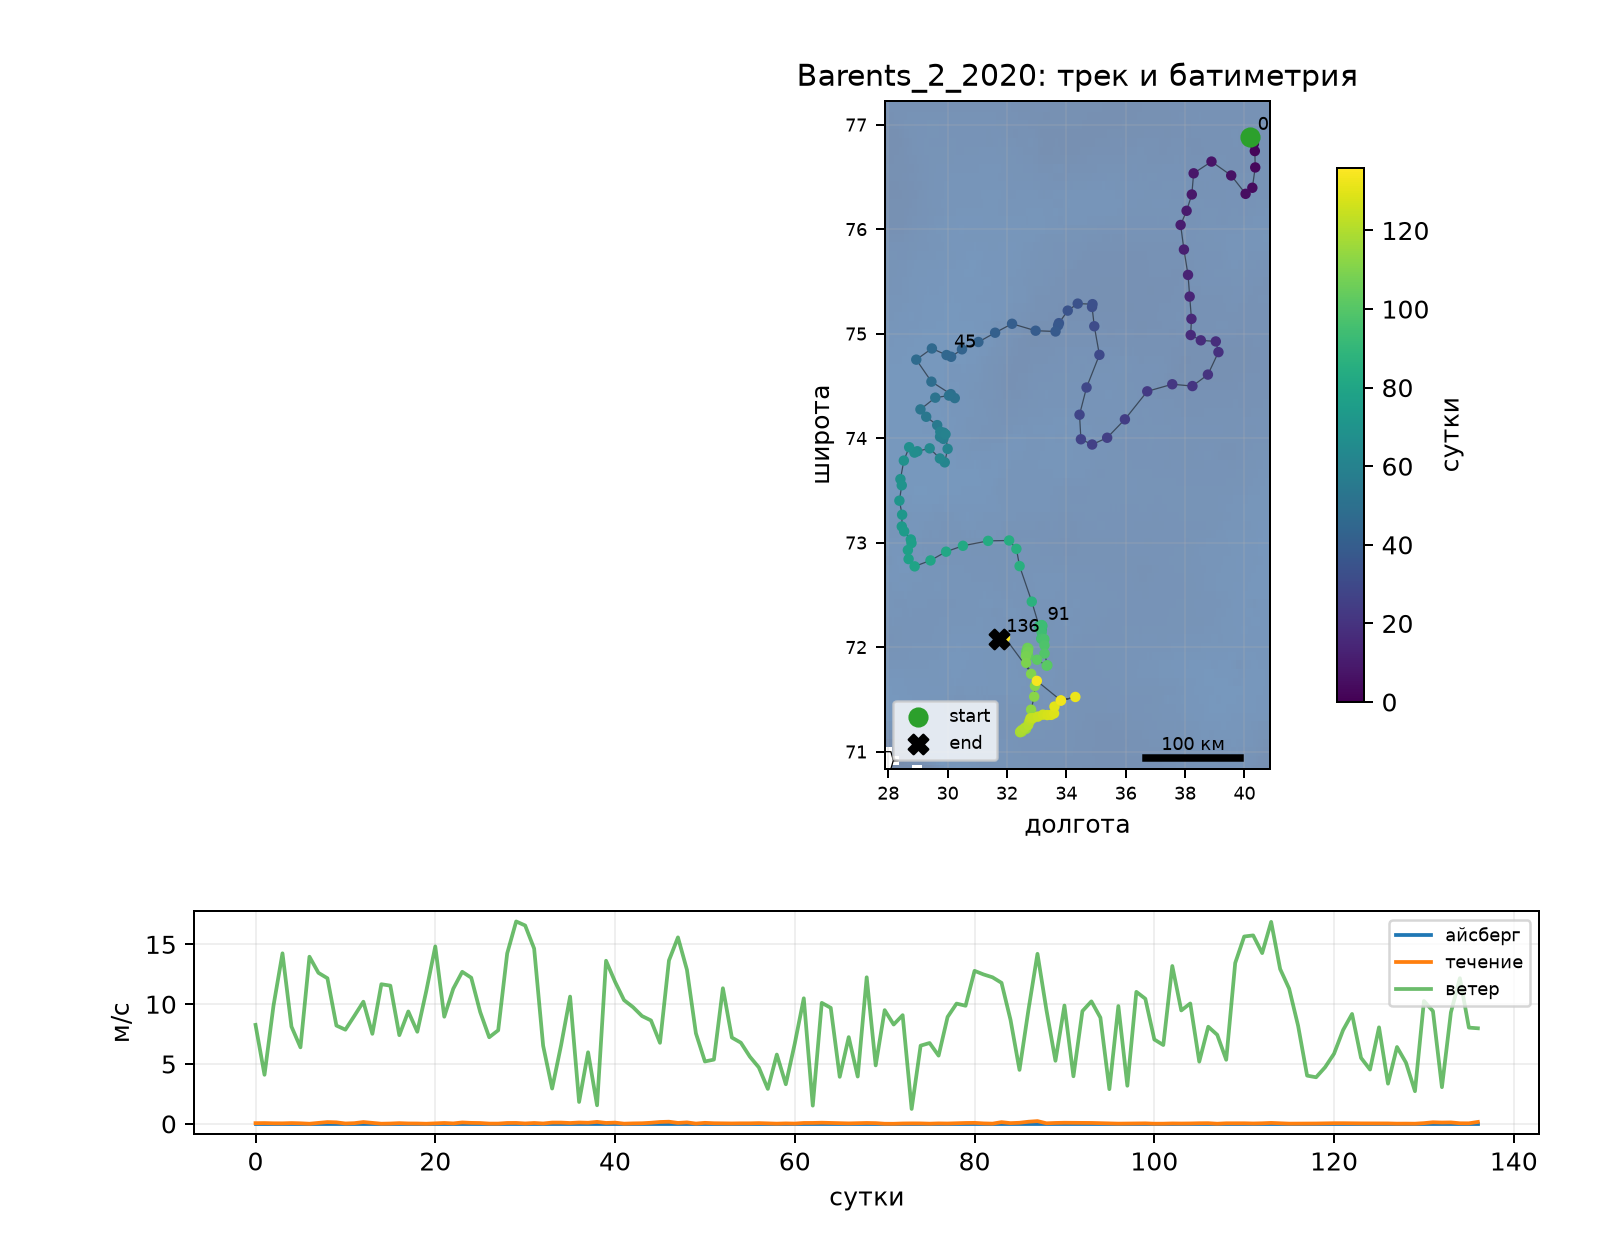 Barents_2_2020: трек и батиметрия
77
76
75
74
73
72
71
широта
0
45
91
136
start
end
100 км
28 30 32 34 36 38 40
долгота
120
100
80
60
40
20
0
сутки
15
10
5
0
м/с
айсберг
течение
ветер
0 20 40 60 80 100 120 140
сутки